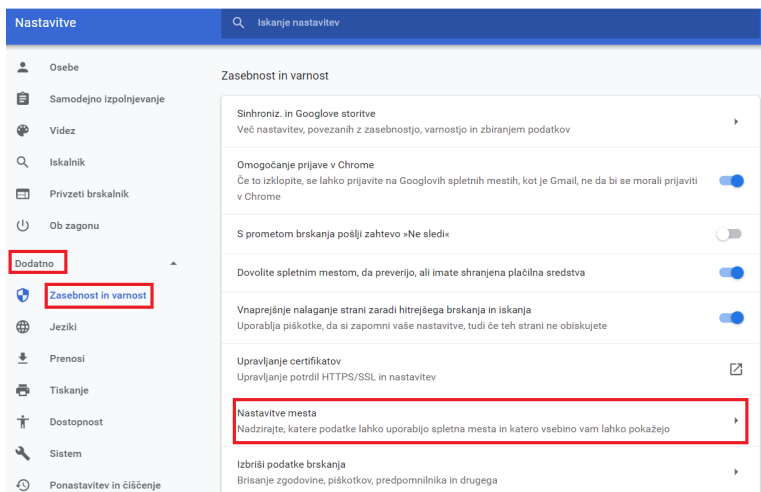 Nastavitve
Iskanje nastavitev
Osebe
Samodejno izpolnjevanje
Videz
Iskalnik
Privzeti brskalnik
Ob zagonu
Dodatno
Zasebnost in varnost
Jeziki
Prenosi
Tiskanje
Dostopnost
Sistem
Ponastavitev in čiščenje
Zasebnost in varnost
Sinhroniz. in Googlove storitve
Več nastavitev, povezanih z zasebnostjo, varnostjo in zbiranjem podatkov
Omogočanje prijave v Chrome
Če to izklopite, se lahko prijavite na Googlovih spletnih mestih, kot je Gmail, ne da bi se morali prijaviti
v Chrome
S prometom brskanja pošlji zahtevo »Ne sledi«
Dovolite spletnim mestom, da preverijo, ali imate shranjena plačilna sredstva
Vnaprejšnje nalaganje strani zaradi hitrejšega brskanja in iskanja
Uporablja piškotke, da si zapomni vaše nastavitve, tudi če teh strani ne obiskujete
Upravljanje certifikatov
Upravljanje potrdil HTTPS/SSL in nastavitev
Nastavitve mesta
Nadzirajte, katere podatke lahko uporabijo spletna mesta in katero vsebino vam lahko pokažejo
Izbriši podatke brskanja
Brisanje zgodovine, piškotkov, predpomnilnika in drugega